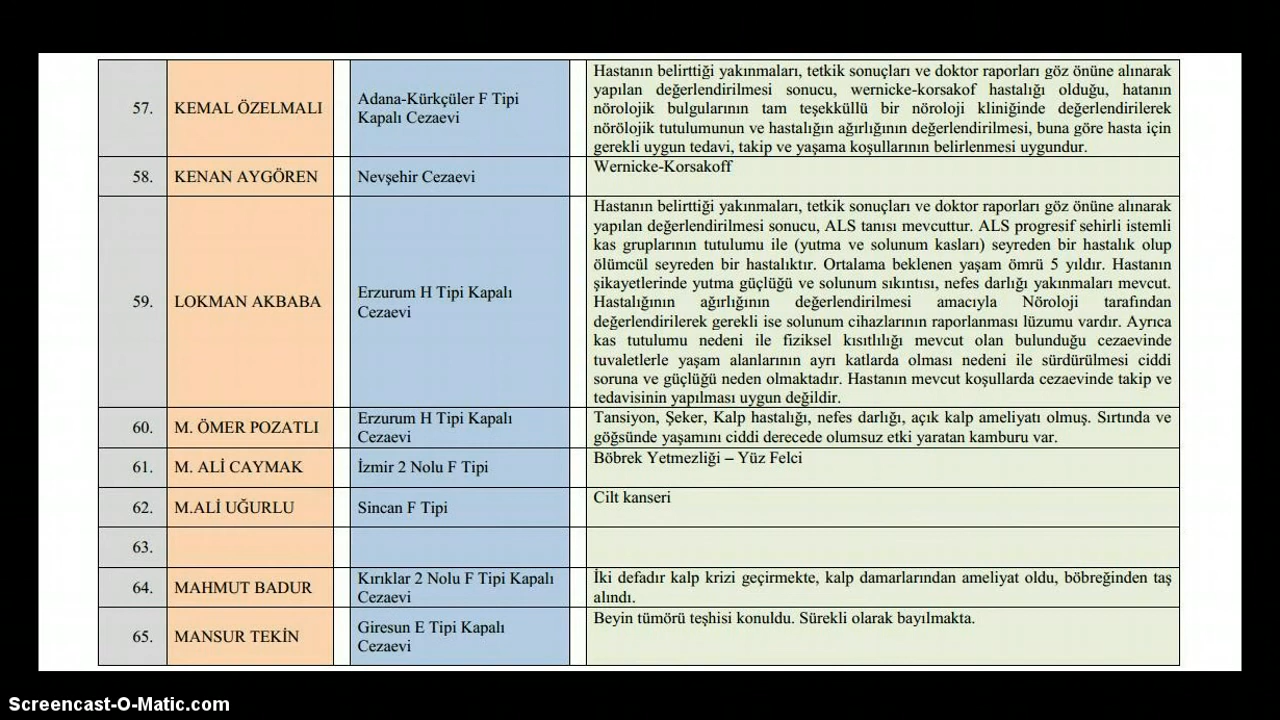 57.
KEMAL ÖZELMALI
Adana-Kürkçüler F Tipi
Kapalı Cezaevi
Hastanın belirttiği yakınmaları, tetkik sonuçları ve doktor raporları göz önüne alınarak
yapılan değerlendirilmesi sonucu, wernicke-korsakof hastalığı olduğu, hatanın
nörolojik bulgularının tam teşekküllü bir nöroloji kliniğinde değerlendirilerek
nörölojik tutulumunun ve hastalığın ağırlığının değerlendirilmesi, buna göre hasta için
gerekli uygun tedavi, takip ve yaşama koşullarının belirlenmesi uygundur.
58.
KENAN AYGÖREN
Nevşehir Cezaevi
Wernicke-Korsakoff
59.
LOKMAN AKBABA
Erzurum H Tipi Kapalı
Cezaevi
Hastanın belirttiği yakınmaları, tetkik sonuçları ve doktor raporları göz önüne alınarak
yapılan değerlendirilmesi sonucu, ALS tanısı mevcuttur. ALS progresif sehirli istemli
kas gruplarının tutulumu ile (yutma ve solunum kasları) seyreden bir hastalık olup
ölümcül seyreden bir hastalıktır. Ortalama beklenen yaşam ömrü 5 yıldır. Hastanın
şikayetlerinde yutma güçlüğü ve solunum sıkıntısı, nefes darlığı yakınmaları mevcut.
Hastalığının ağırlığının değerlendirilmesi amacıyla Nöroloji tarafından
değerlendirilerek gerekli ise solunum cihazlarının raporlanması lüzumu vardır. Ayrıca
kas tutulumu nedeni ile fiziksel kısıtlılığı mevcut olan bulunduğu cezaevinde
tuvaletlerle yaşam alanlarının ayrı katlarda olması nedeni ile sürdürülmesi ciddi
soruna ve güçlüğü neden olmaktadır. Hastanın mevcut koşullarda cezaevinde takip ve
tedavisinin yapılması uygun değildir.
60.
M. ÖMER POZATLI
Erzurum H Tipi Kapalı
Cezaevi
Tansiyon, Şeker, Kalp hastalığı, nefes darlığı, açık kalp ameliyatı olmuş. Sırtında ve
göğsünde yaşamını ciddi derecede olumsuz etki yaratan kamburu var.
61.
M. ALİ CAYMAK
İzmir 2 Nolu F Tipi
Böbrek Yetmezliği – Yüz Felci
62.
M.ALİ UĞURLU
Sincan F Tipi
Cilt kanseri
63.
64.
MAHMUT BADUR
Kırıklar 2 Nolu F Tipi Kapalı
Cezaevi
İki defadır kalp krizi geçirmekte, kalp damarlarından ameliyat oldu, böbreğinden taş
alındı.
65.
MANSUR TEKİN
Giresun E Tipi Kapalı
Cezaevi
Beyin tümörü teşhisi konuldu. Sürekli olarak bayılmakta.
Screencast-O-Matic.com